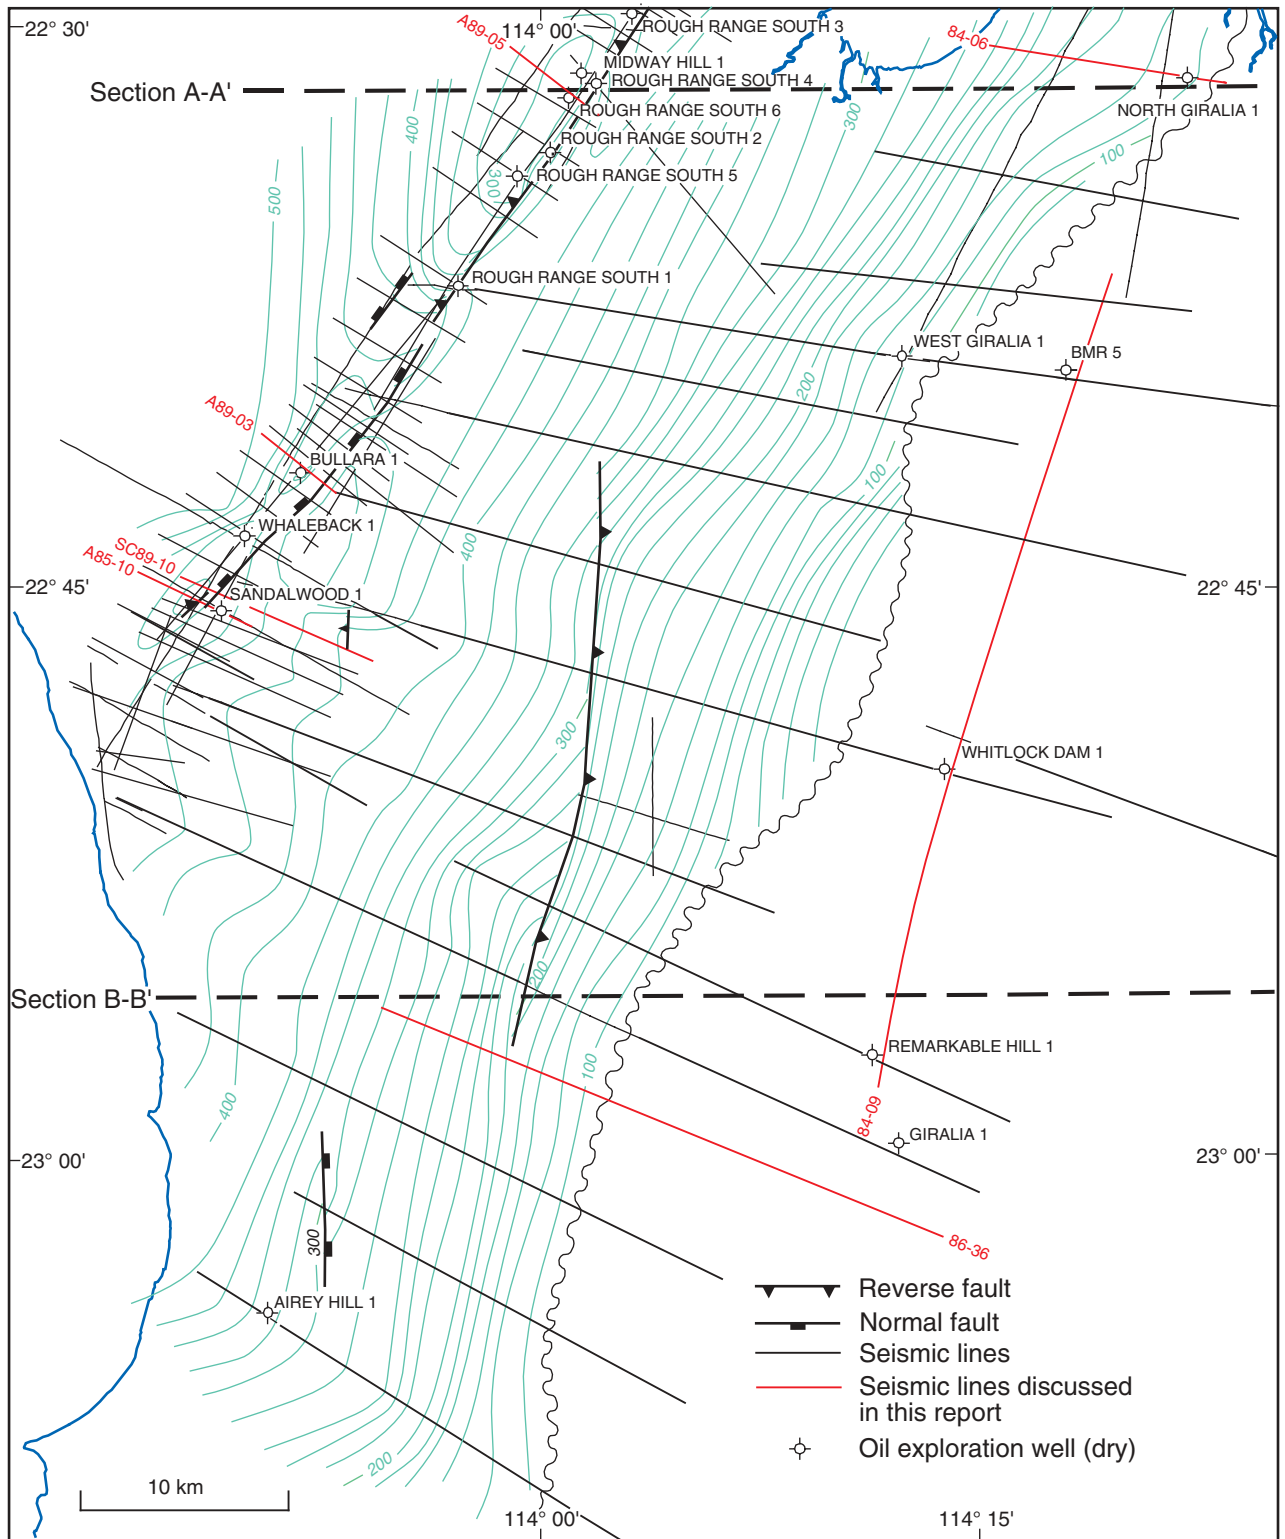 22° 30'
A89-05
114° 00'
ROUGH RANGE SOUTH 3
84-06
MIDWAY HILL 1
ROUGH RANGE SOUTH 4
Section A-A'
ROUGH RANGE SOUTH 6
NORTH GIRALIA 1
400
300
ROUGH RANGE SOUTH 2
100
ROUGH RANGE SOUTH 5
300
500
ROUGH RANGE SOUTH 1
WEST GIRALIA 1
BMR 5
200
A89-03
BULLARA 1
100
WHALEBACK 1
400
SC89-10
A85-10
22° 45'
SANDALWOOD 1
22° 45'
300
WHITLOCK DAM 1
200
Section B-B'
REMARKABLE HILL 1
100
400
84-09
GIRALIA 1
23° 00'
23° 00'
300
86-36
Reverse fault
AIREY HILL 1
Normal fault
Seismic lines
Seismic lines discussed
in this report
Oil exploration well (dry)
200
10 km
114° 00'
114° 15'